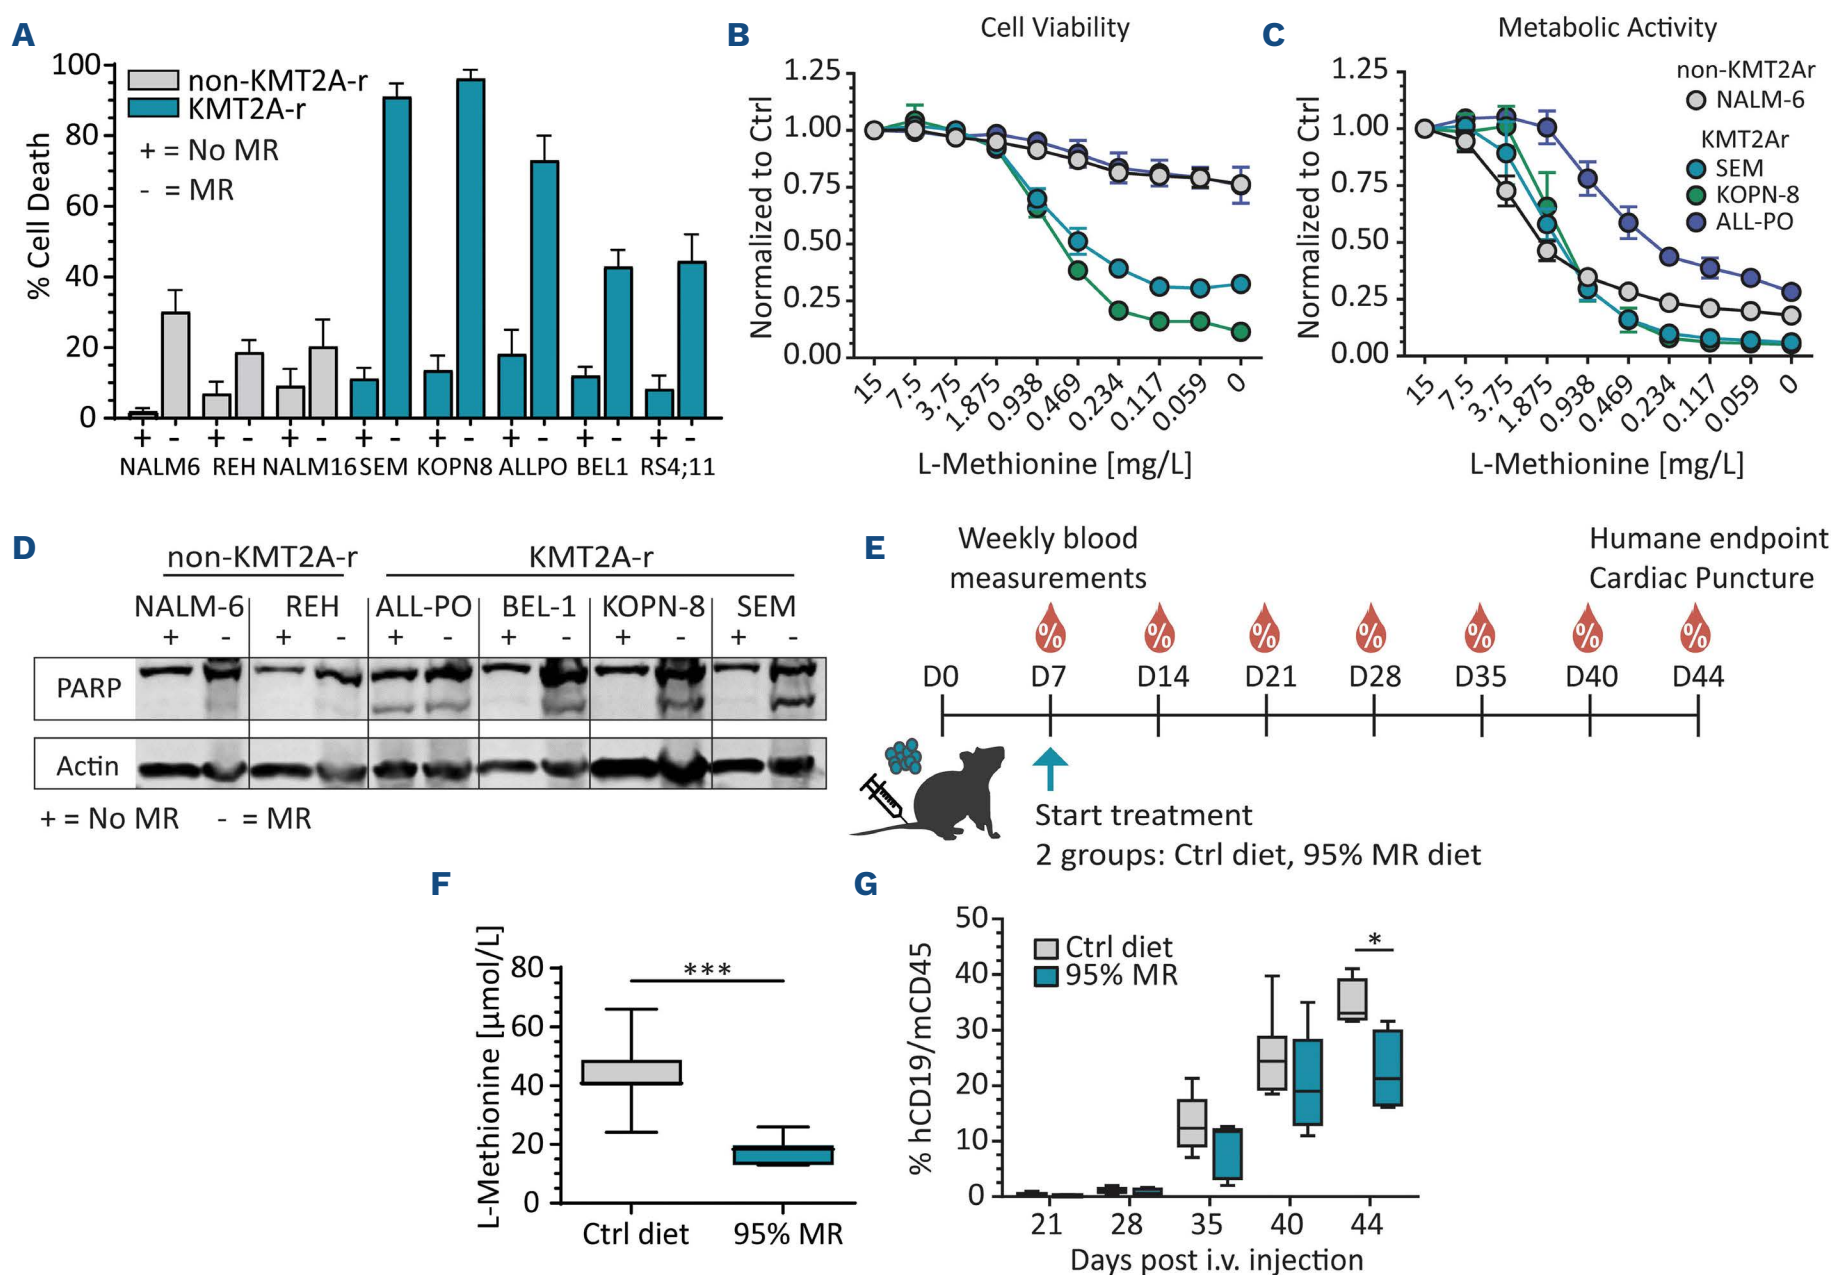 A
100
80
60
40
20
0
% Cell Death
non-KMT2A-r
KMT2A-r
+ = No MR
- = MR
+ - + - + - + - + - + - + - + -
NALM6 REH NALM16 SEM KOPN8 ALLPO BEL1 RS4;11
B
Cell Viability
1.25
1.00
0.75
0.50
0.25
0.00
Normalized to Ctrl
15 7.5 3.75 1.875 0.938 0.469 0.234 0.117 0.059 0
L-Methionine [mg/L]
C
Metabolic Activity
1.25
1.00
0.75
0.50
0.25
0.00
Normalized to Ctrl
non-KMT2Ar
NALM-6
KMT2Ar
SEM
KOPN-8
ALL-PO
15 7.5 3.75 1.875 0.938 0.469 0.234 0.117 0.059 0
L-Methionine [mg/L]
D
non-KMT2A-r KMT2A-r
NALM-6 REH ALL-PO BEL-1 KOPN-8 SEM
+ - + - + - + - + - + -
PARP
Actin
+ = No MR - = MR
E
Weekly blood
measurements
Humane endpoint
Cardiac Puncture
% % % % % % %
D0 D7 D14 D21 D28 D35 D40 D44
Start treatment
2 groups: Ctrl diet, 95% MR diet
F
80
60
40
20
0
L-Methionine [µmol/L]
***
Ctrl diet 95% MR
G
50
40
30
20
10
0
% hCD19/mCD45
Ctrl diet
95% MR
*
21 28 35 40 44
Days post i.v. injection